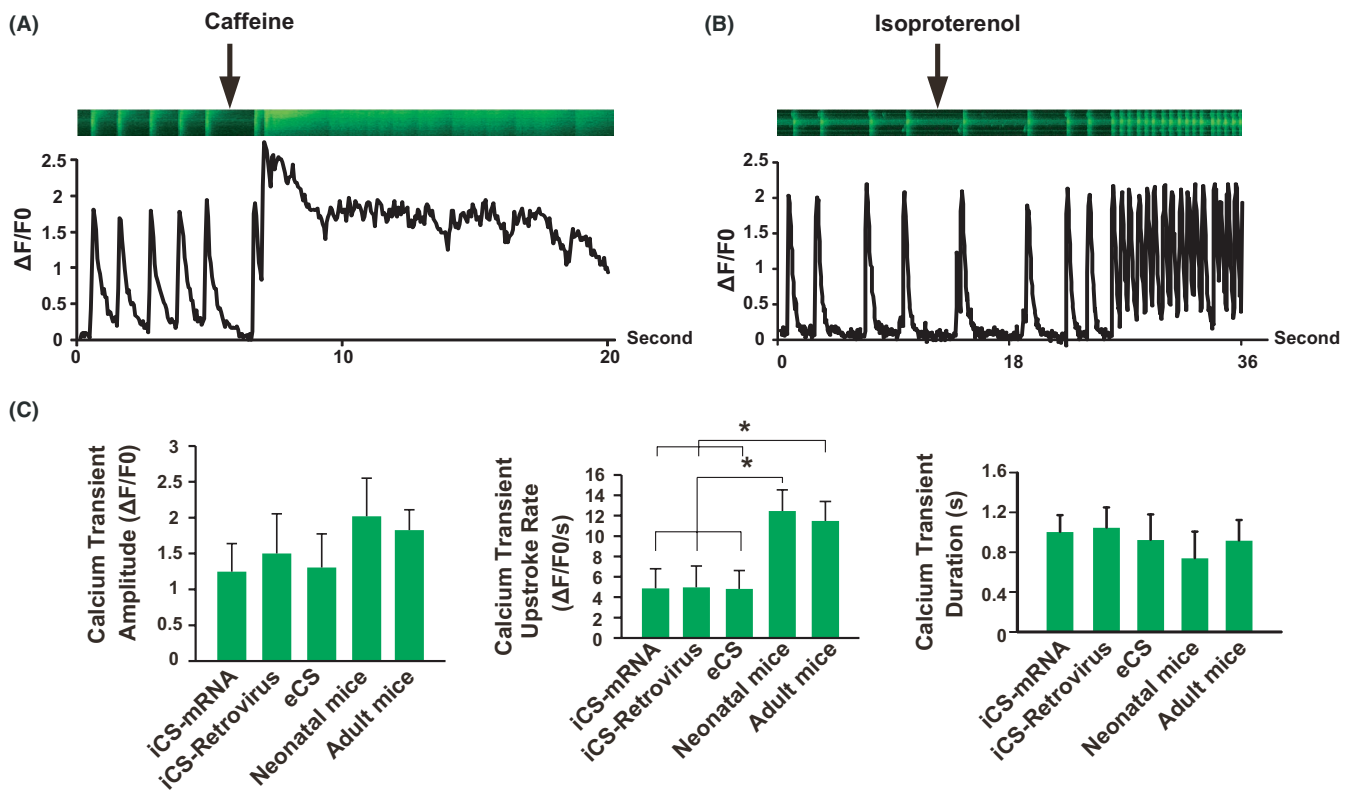 (A)
Caffeine
ΔF/F0
2.5
2
1.5
1
0.5
0
0
10
20
Second
(B)
Isoproterenol
ΔF/F0
2.5
2
1.5
1
0.5
0
0
18
36
Second
(C)
Calcium Transient
Amplitude (ΔF/F0)
3
2.5
2
1.5
1
0.5
0
iCS-mRNA
iCS-Retrovirus
eCS
Neonatal mice
Adult mice
Calcium Transient
Upstroke Rate
(ΔF/F0/s)
16
14
12
10
8
6
4
2
0
*
*
iCS-mRNA
iCS-Retrovirus
eCS
Neonatal mice
Adult mice
Calcium Transient
Duration (s)
1.6
1.2
0.8
0.4
0
iCS-mRNA
iCS-Retrovirus
eCS
Neonatal mice
Adult mice